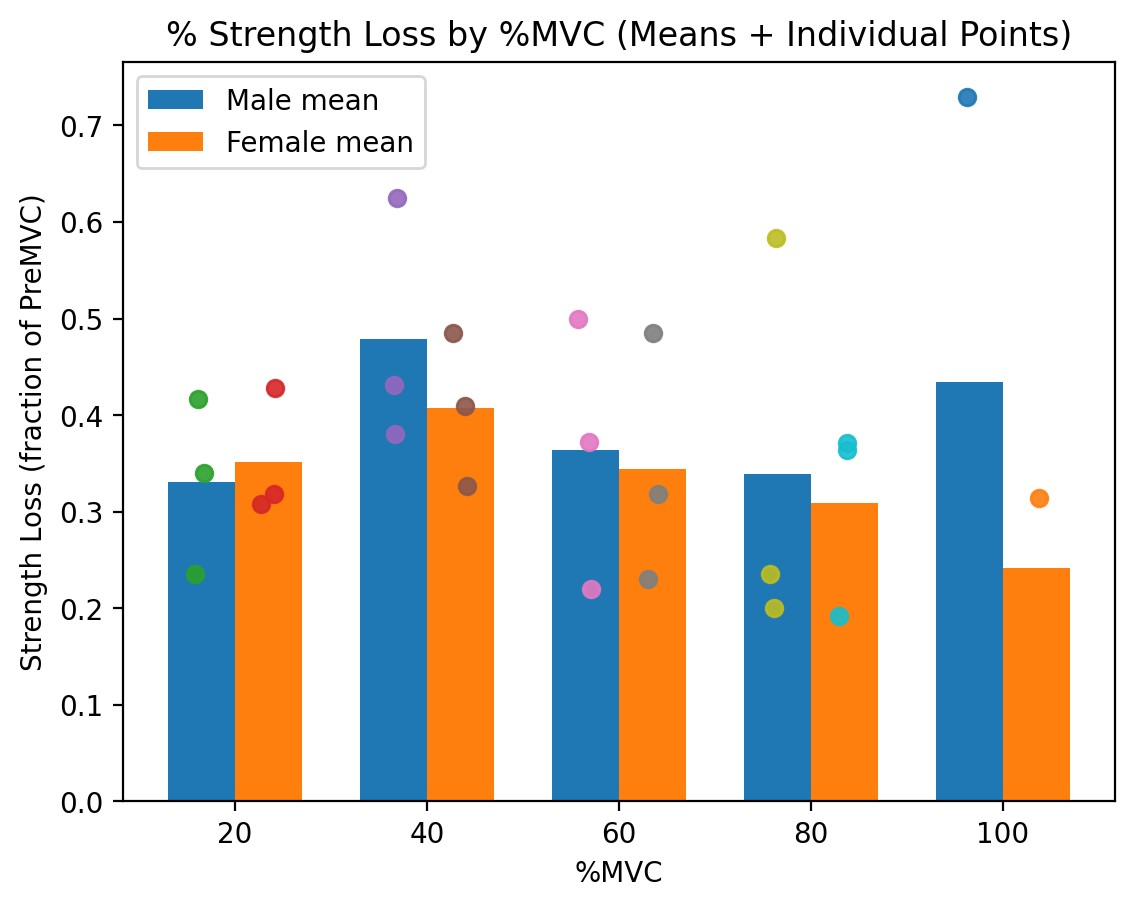 % Strength Loss by %MVC (Means + Individual Points)
Male mean
Female mean
Strength Loss (fraction of PreMVC)
0.7
0.6
0.5
0.4
0.3
0.2
0.1
0.0
20 40 60 80 100
%MVC